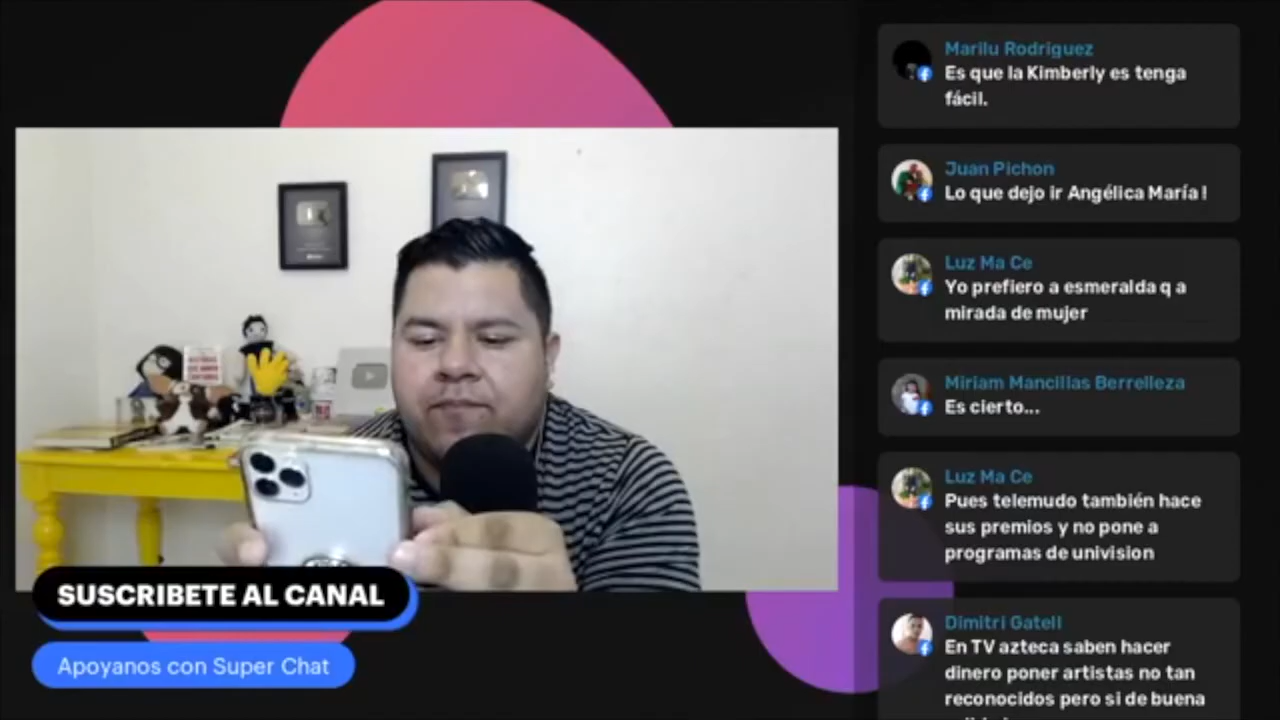 Marilu Rodriguez
Es que la Kimberly es tenga
fácil.
Juan Pichon
Lo que dejo ir Angélica María !
Luz Ma Ce
Yo prefiero a esmeralda q a
mirada de mujer
Miriam Mancillas Berrelleza
Es cierto...
Luz Ma Ce
Pues telemudo también hace
sus premios y no pone a
programas de univision
Dimitri Gatell
En TV azteca saben hacer
dinero poner artistas no tan
reconocidos pero si de buena
SUSCRIBETE AL CANAL
Apoyanos con Super Chat